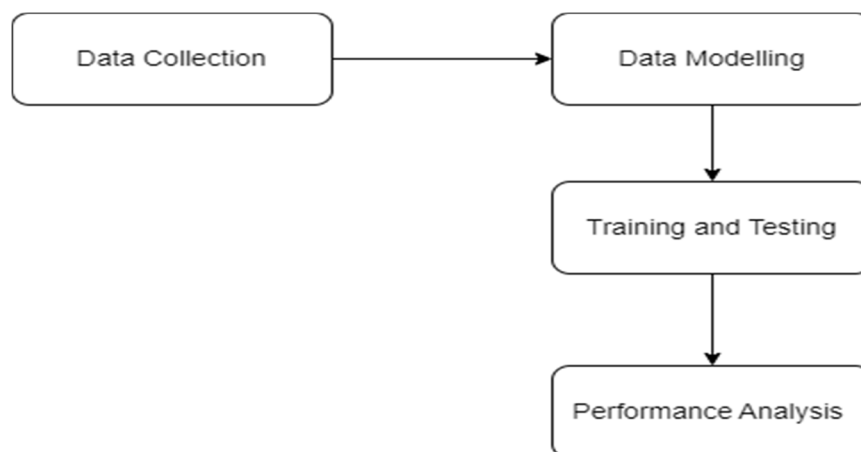 Data Collection
Data Modelling
Training and Testing
Performance Analysis